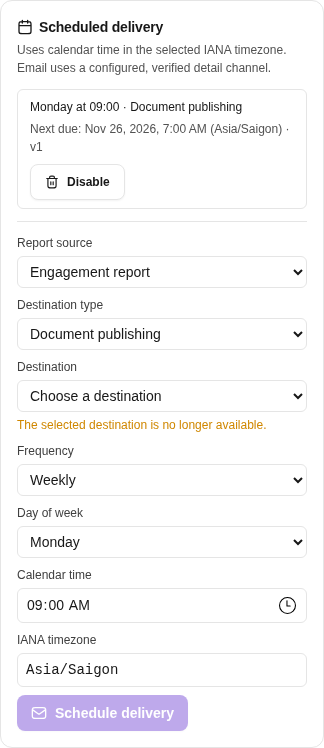 Scheduled delivery
Uses calendar time in the selected IANA timezone.
Email uses a configured, verified detail channel.
Monday at 09:00 · Document publishing
Next due: Nov 26, 2026, 7:00 AM (Asia/Saigon) ·
v1
Disable
Report source
Engagement report
Destination type
Document publishing
Destination
Choose a destination
The selected destination is no longer available.
Frequency
Weekly
Day of week
Monday
Calendar time
09:00 AM
IANA timezone
Asia/Saigon
Schedule delivery